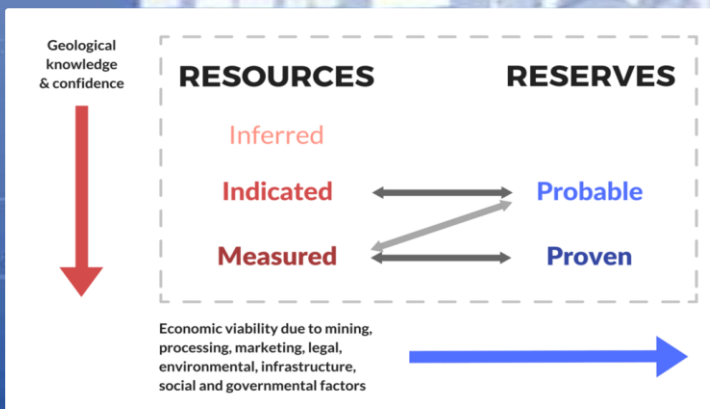 Geological
knowledge
& confidence
RESOURCES
RESERVES
Inferred
Indicated
Probable
Measured
Proven
Economic viability due to mining,
processing, marketing, legal,
environmental, infrastructure,
social and governmental factors